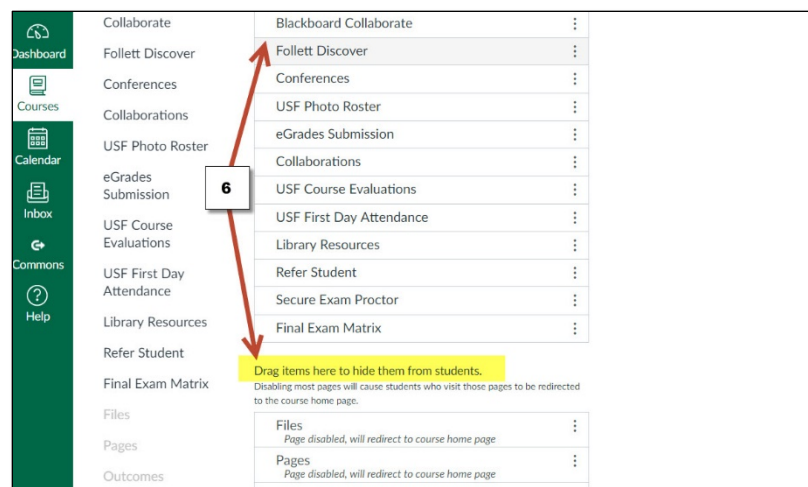 Dashboard
Courses
Calendar
Inbox
Commons
Help
Collaborate
Follett Discover
Conferences
Collaborations
USF Photo Roster
eGrades
Submission
USF Course
Evaluations
USF First Day
Attendance
Library Resources
Refer Student
Final Exam Matrix
Files
Pages
Outcomes
6
Blackboard Collaborate
Follett Discover
Conferences
USF Photo Roster
eGrades Submission
Collaborations
USF Course Evaluations
USF First Day Attendance
Library Resources
Refer Student
Secure Exam Proctor
Final Exam Matrix
Drag items here to hide them from students.
Disabling most pages will cause students who visit those pages to be redirected
to the course home page.
Files
Page disabled, will redirect to course home page
Pages
Page disabled, will redirect to course home page